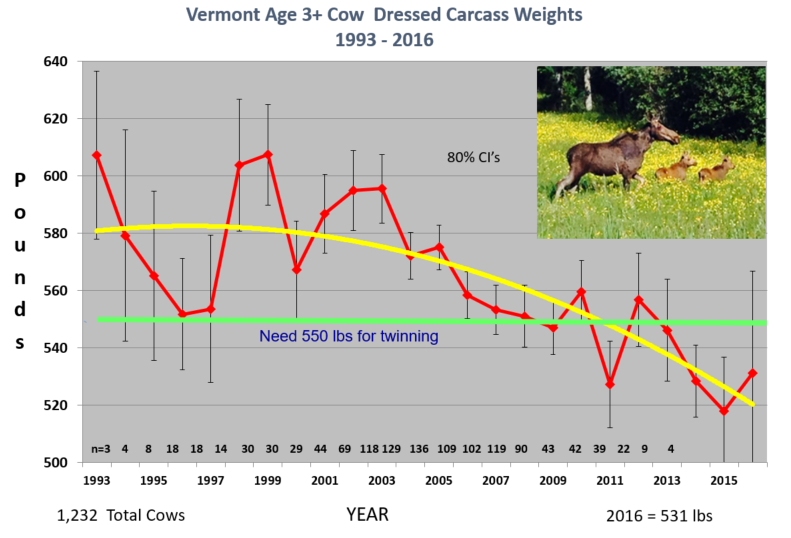 Vermont Age 3+ Cow Dressed Carcass Weights
1993 - 2016
640
620
600
580
560
540
520
500
Pounds
80% CI's
Need 550 lbs for twinning
n=3 4 8 18 18 14 30 30 29 44 69 118 129 136 109 102 119 90 43 42 39 22 9 4
1993 1995 1997 1999 2001 2003 2005 2007 2009 2011 2013 2015
1,232 Total Cows
YEAR
2016 = 531 lbs